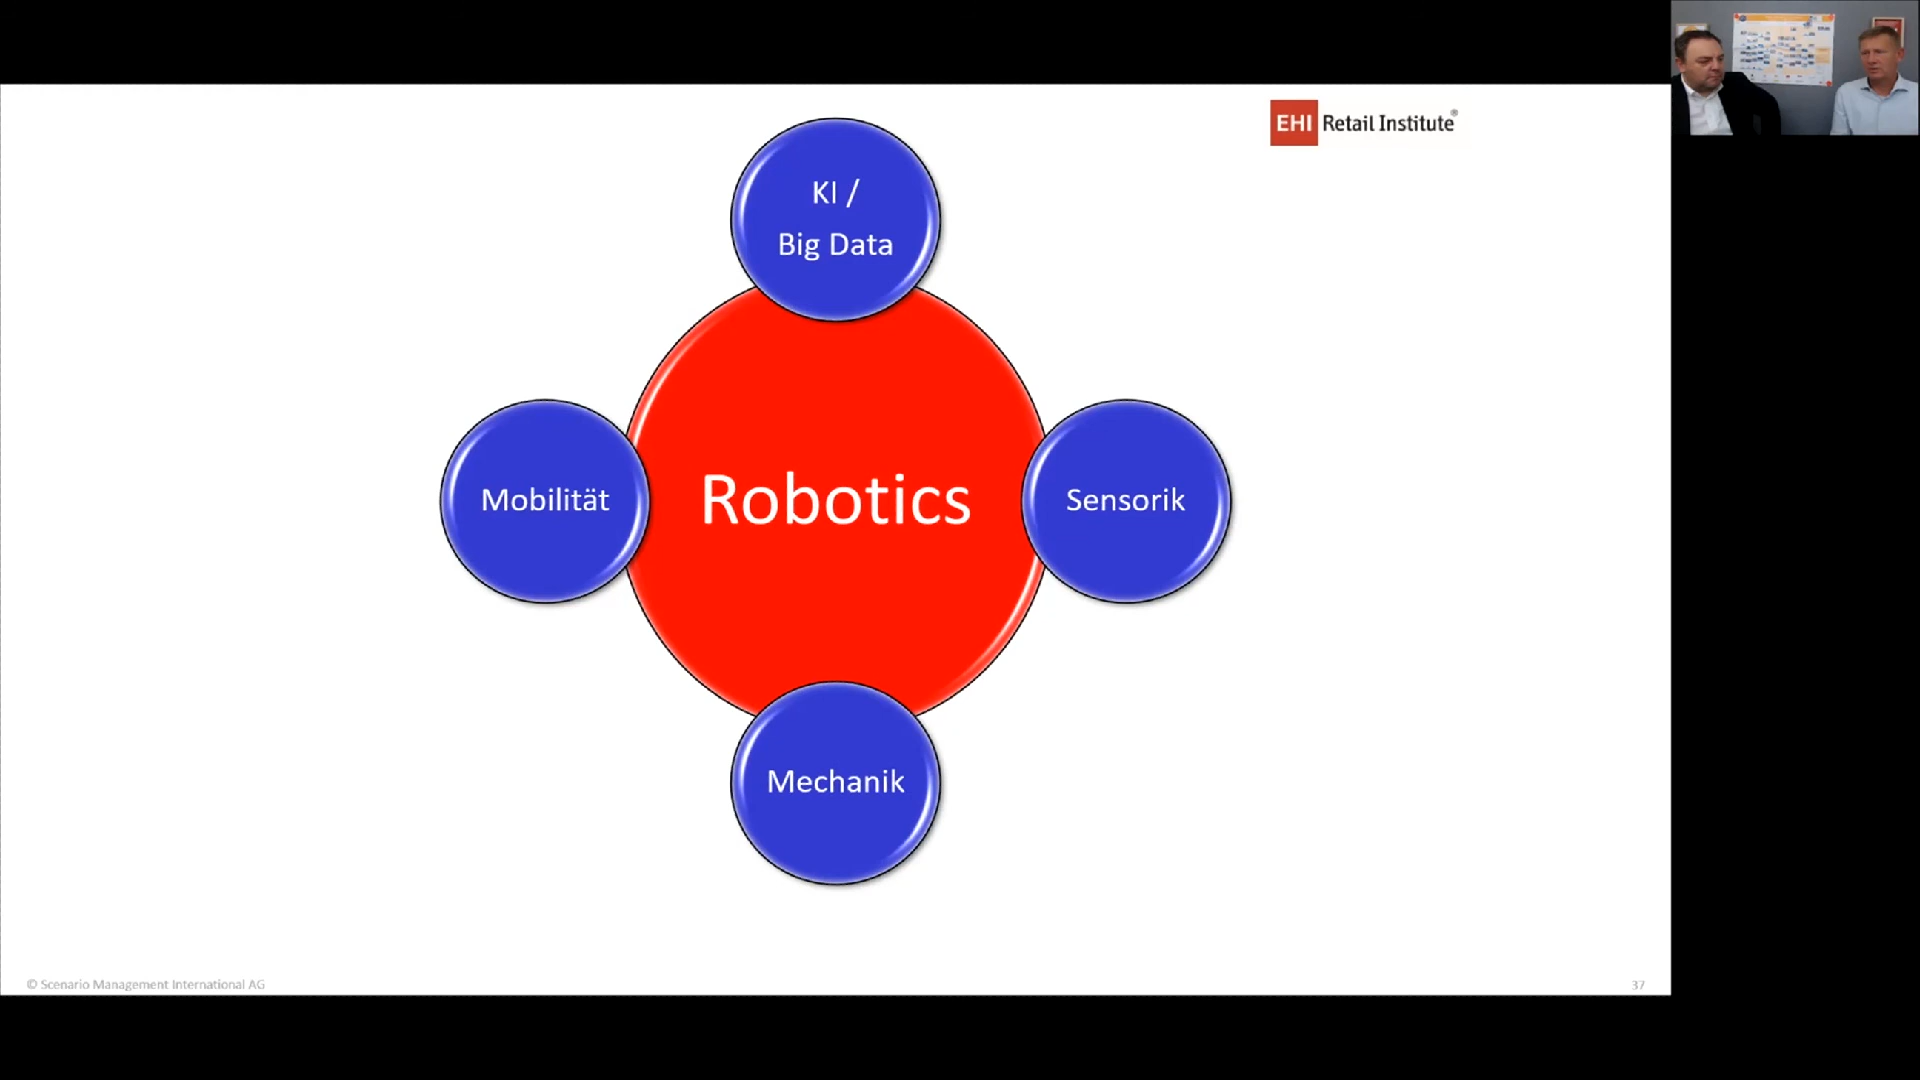 EHI Retail Institute®
KI /
Big Data
Mobilität
Robotics
Sensorik
Mechanik
© Scenario Management International AG
37